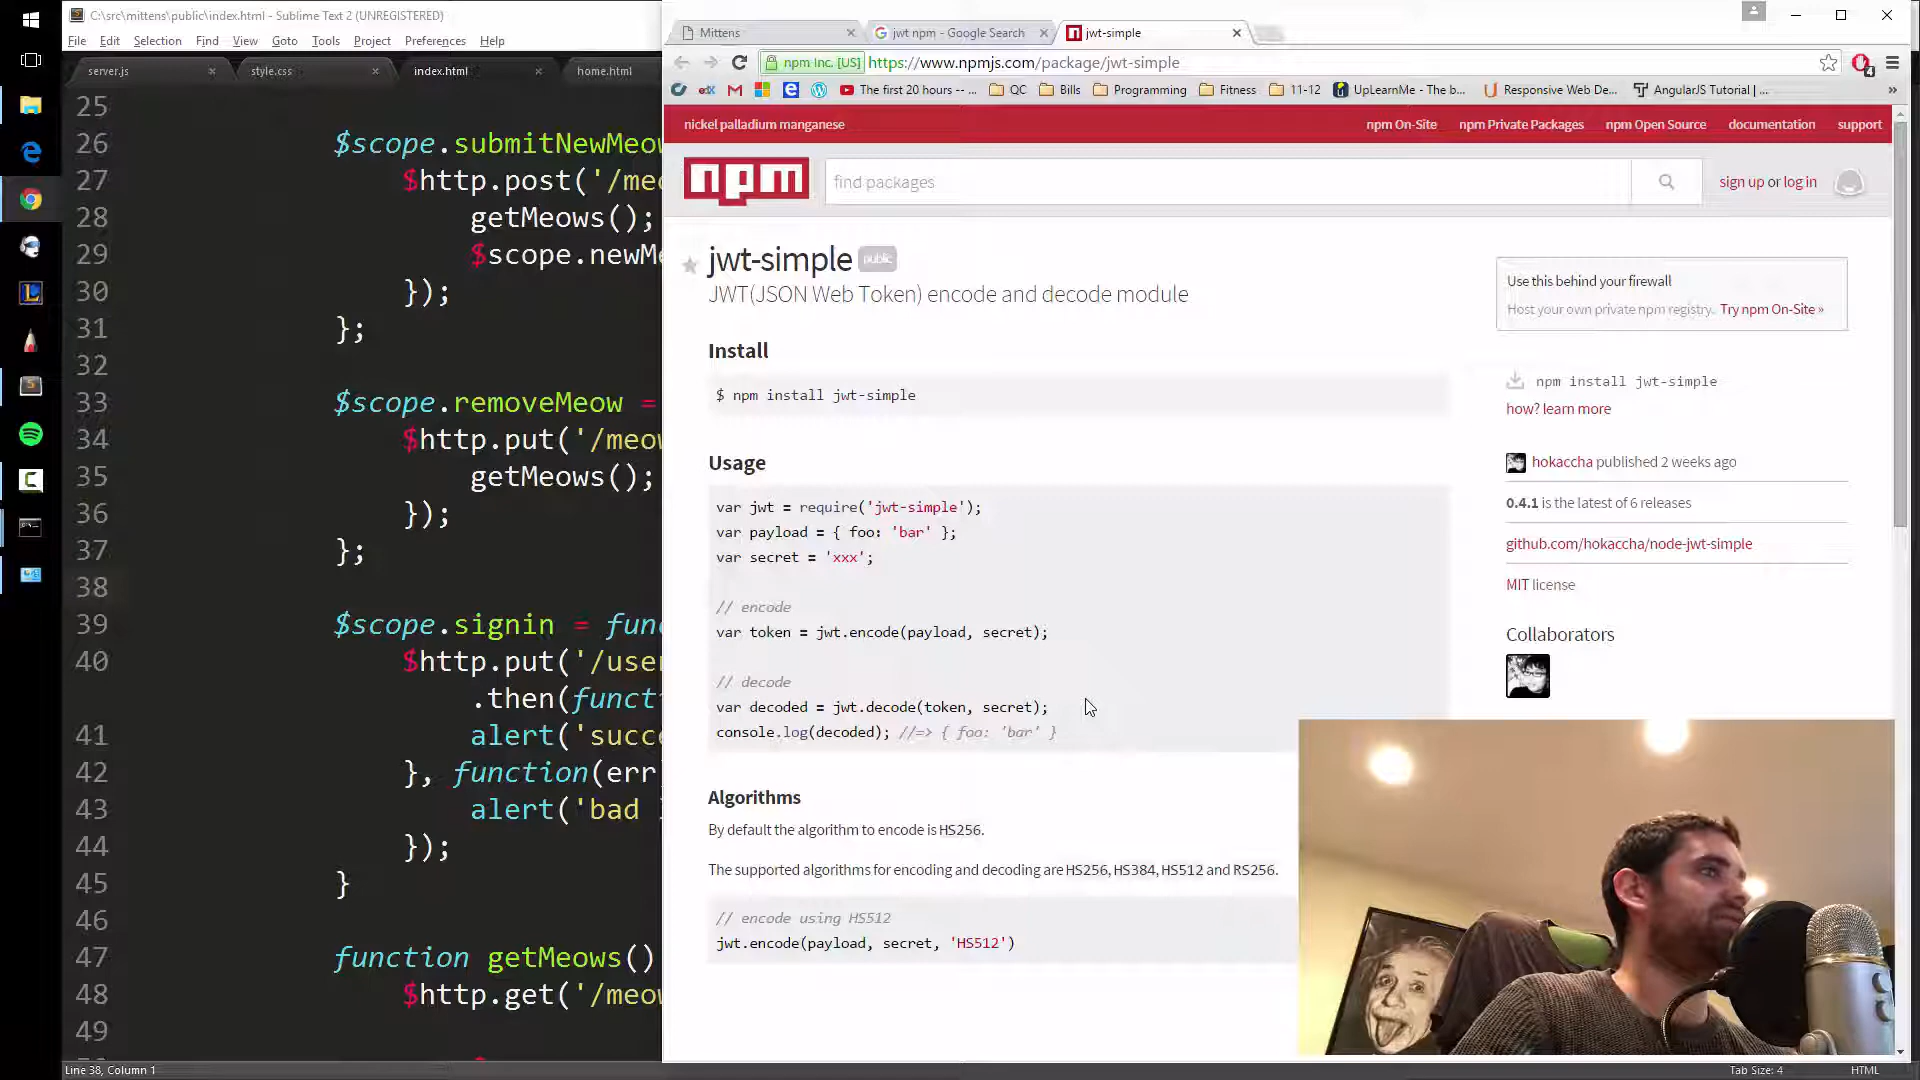 C:\src\mittens\public\index.html - Sublime Text 2 (UNREGISTERED)
File Edit Selection Find View Goto Tools Project Preferences Help
server.js style.css index.html home.html
25
26 $scope.submitNewMeow
27 $http.post('/me
28 getMeows();
29 $scope.newM
30 });
31 };
32
33 $scope.removeMeow =
34 $http.put('/meo
35 getMeows();
36 });
37 };
38
39 $scope.signin = func
40 $http.put('/user
.then(funct
41 alert('succ
42 }, function(err
43 alert('bad
44 });
45 }
46
47 function getMeows()
48 $http.get('/meo
49
Line 38, Column 1
Mittens jwt npm - Google Search jwt-simple
npm Inc. [US] https://www.npmjs.com/package/jwt-simple
4
edX The first 20 hours -- ... QC Bills Programming Fitness 11-12 UpLearnMe - The b... Responsive Web De... AngularJS Tutorial | ... »
nickel palladium manganese npm On-Site npm Private Packages npm Open Source documentation support
npm find packages sign up or log in
jwt-simple public
JWT(JSON Web Token) encode and decode module
Install
$ npm install jwt-simple
Usage
var jwt = require('jwt-simple');
var payload = { foo: 'bar' };
var secret = 'xxx';
// encode
var token = jwt.encode(payload, secret);
// decode
var decoded = jwt.decode(token, secret);
console.log(decoded); //=> { foo: 'bar' }
Algorithms
By default the algorithm to encode is HS256.
The supported algorithms for encoding and decoding are HS256, HS384, HS512 and RS256.
// encode using HS512
jwt.encode(payload, secret, 'HS512')
Use this behind your firewall
Host your own private npm registry. Try npm On-Site »
npm install jwt-simple
how? learn more
hokaccha published 2 weeks ago
0.4.1 is the latest of 6 releases
github.com/hokaccha/node-jwt-simple
MIT license
Collaborators
Tab Size: 4 HTML